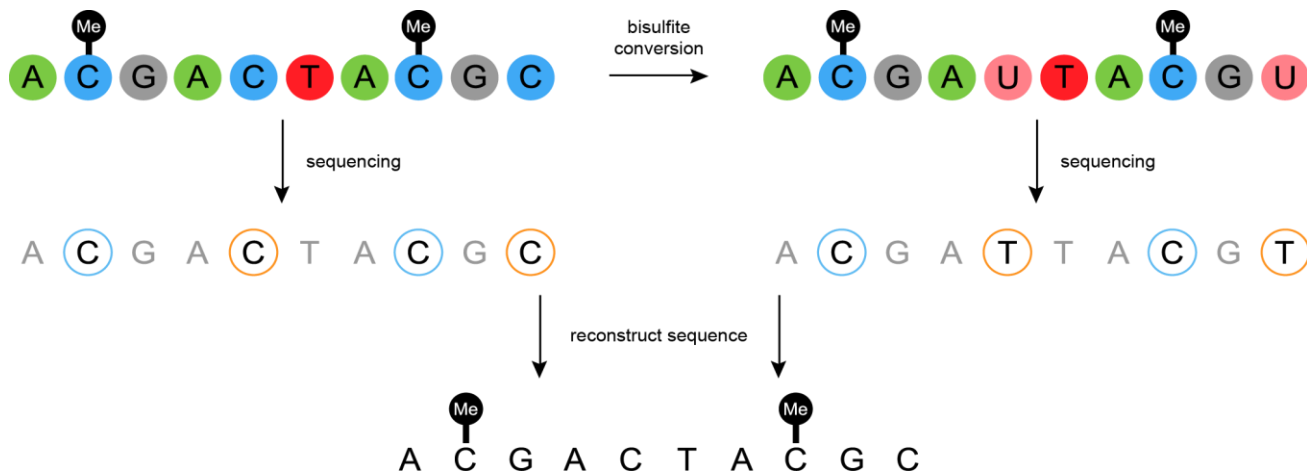 Me Me bisulfite Me Me
conversion
A C G A C T A C G C A C G A U T A C G U
sequencing sequencing
A C G A C T A C G C A C G A T T A C G T
reconstruct sequence
Me Me
A C G A C T A C G C